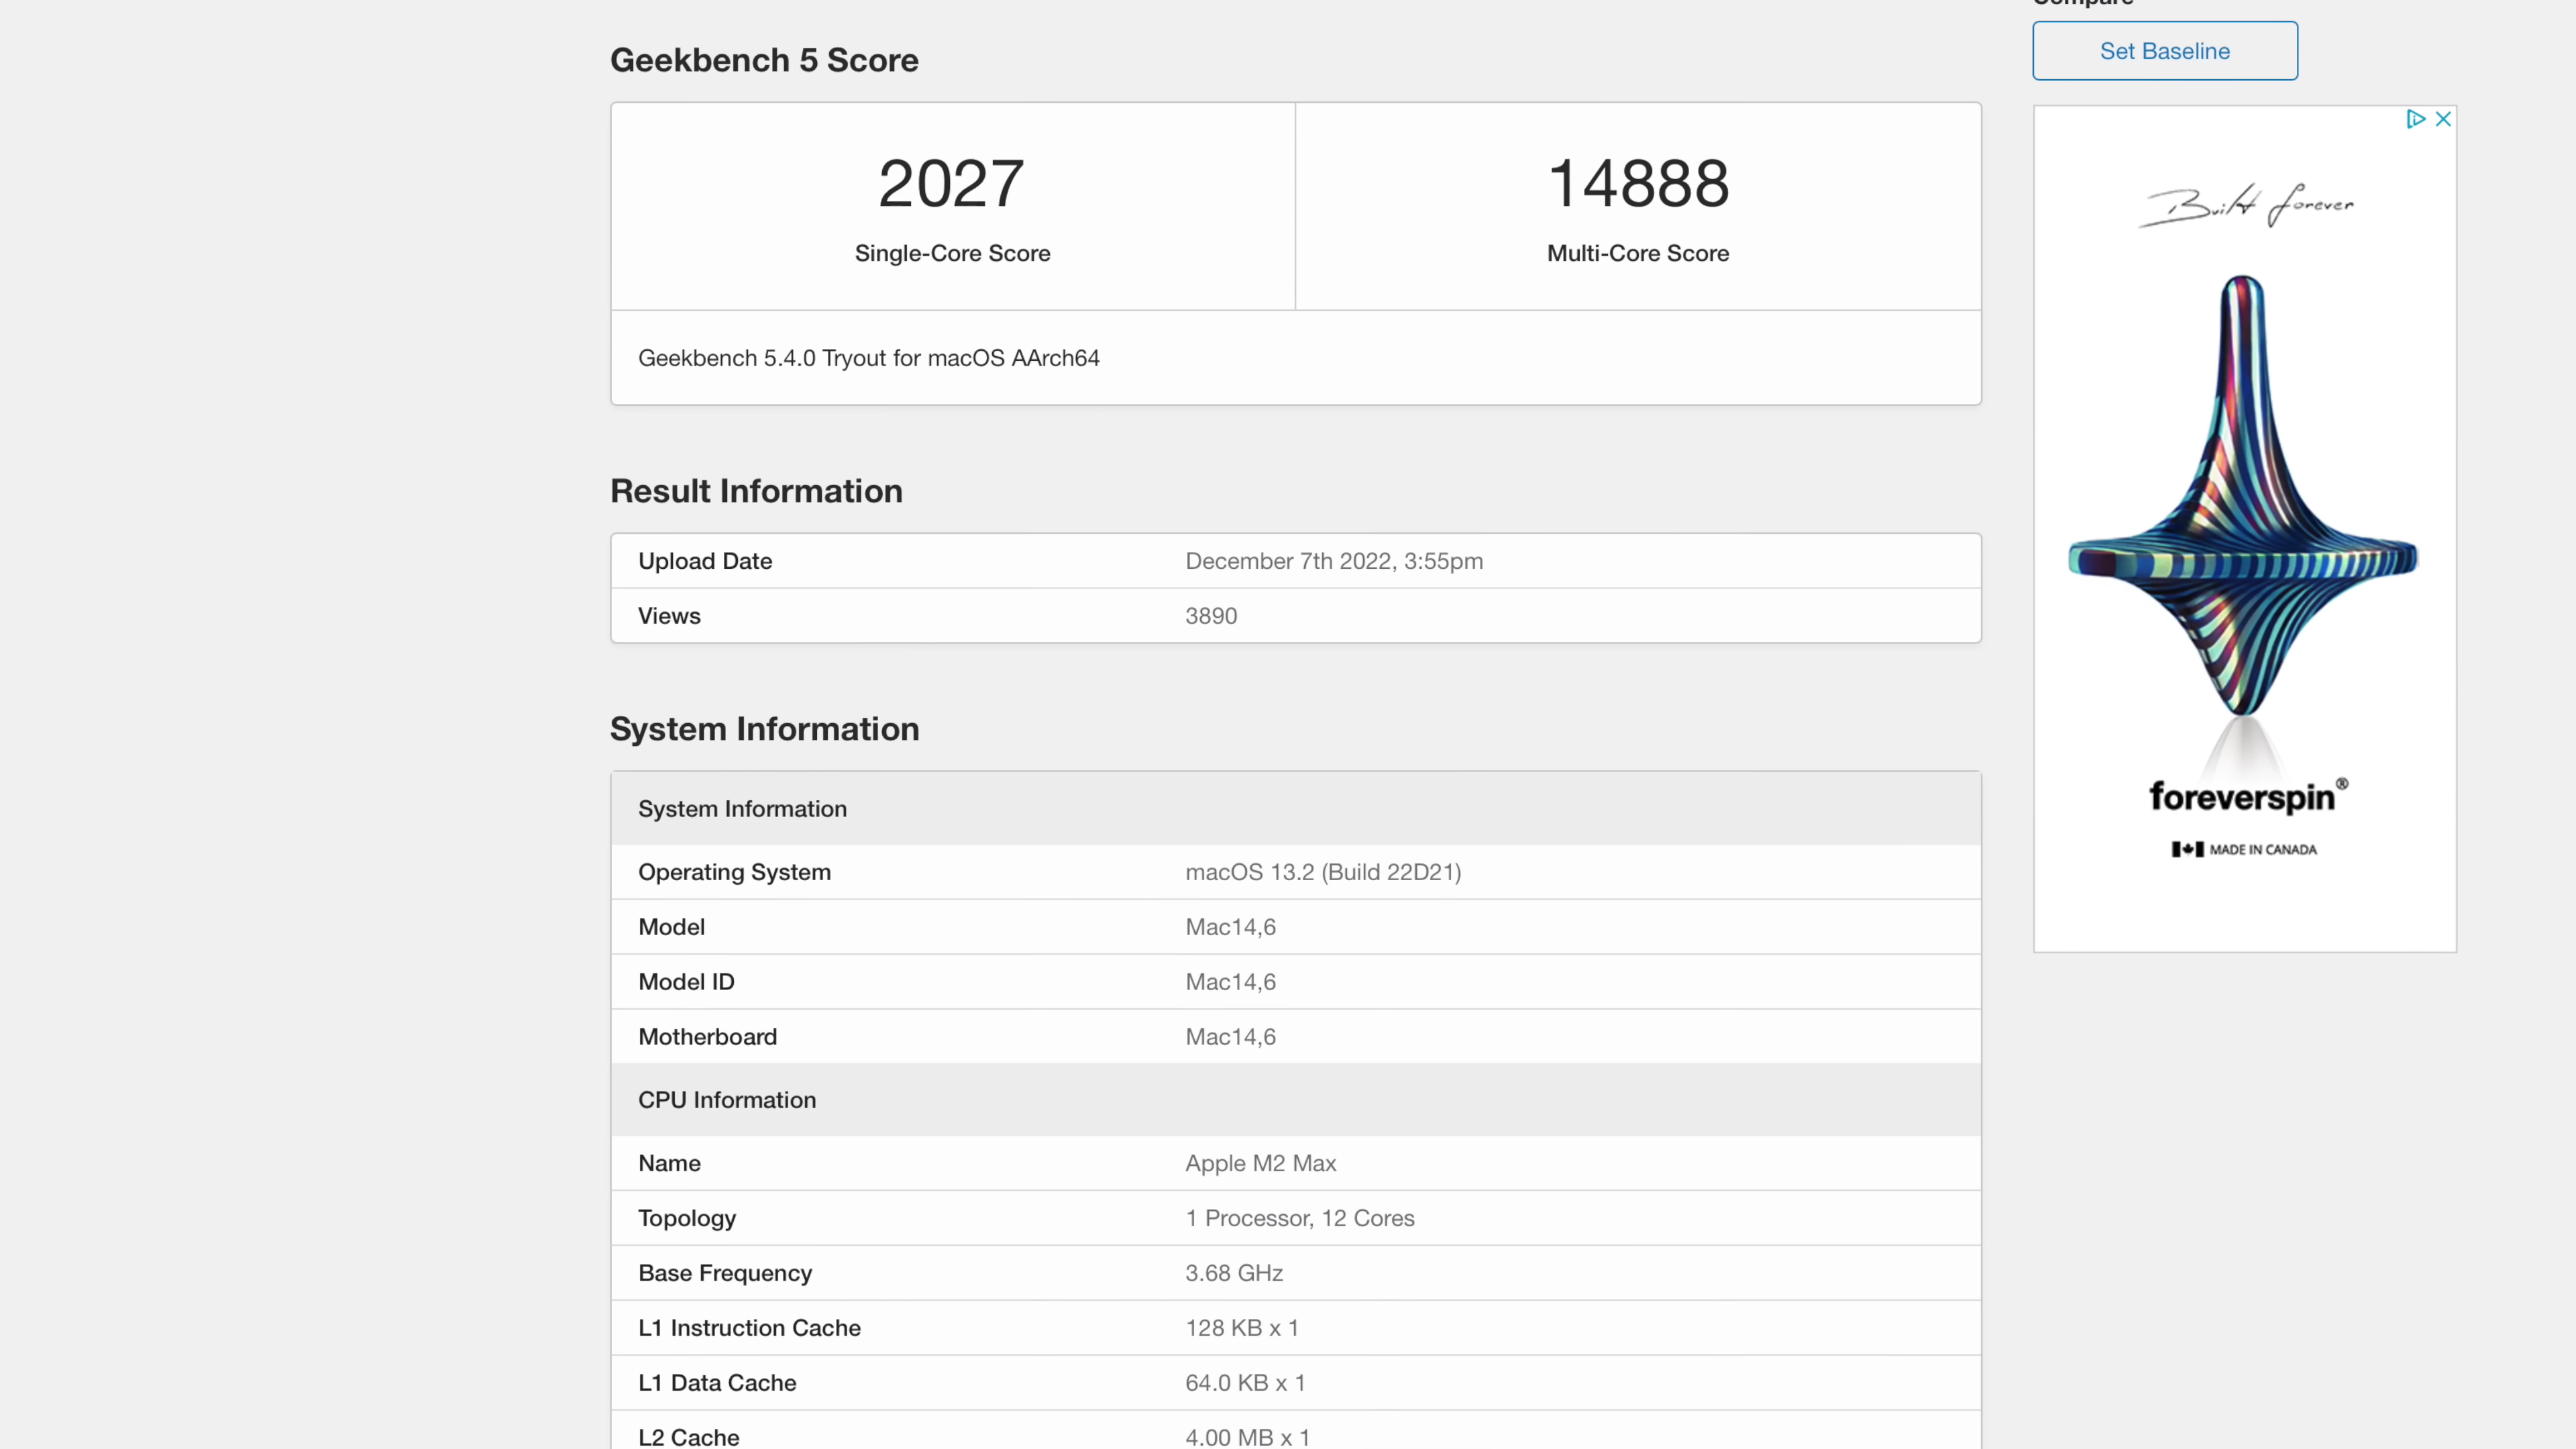 Compare
Set Baseline
Geekbench 5 Score
2027
Single-Core Score
14888
Multi-Core Score
Geekbench 5.4.0 Tryout for macOS AArch64
Result Information
Upload Date December 7th 2022, 3:55pm
Views 3890
System Information
System Information
Operating System macOS 13.2 (Build 22D21)
Model Mac14,6
Model ID Mac14,6
Motherboard Mac14,6
CPU Information
Name Apple M2 Max
Topology 1 Processor, 12 Cores
Base Frequency 3.68 GHz
L1 Instruction Cache 128 KB x 1
L1 Data Cache 64.0 KB x 1
L2 Cache 4.00 MB x 1
Built forever
foreverspin®
MADE IN CANADA